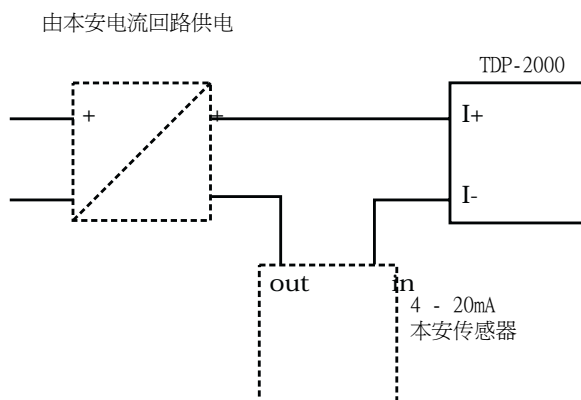 由本安电流回路供电
TDP-2000
+
+
I+
I-
out
in
4 - 20mA
本安传感器